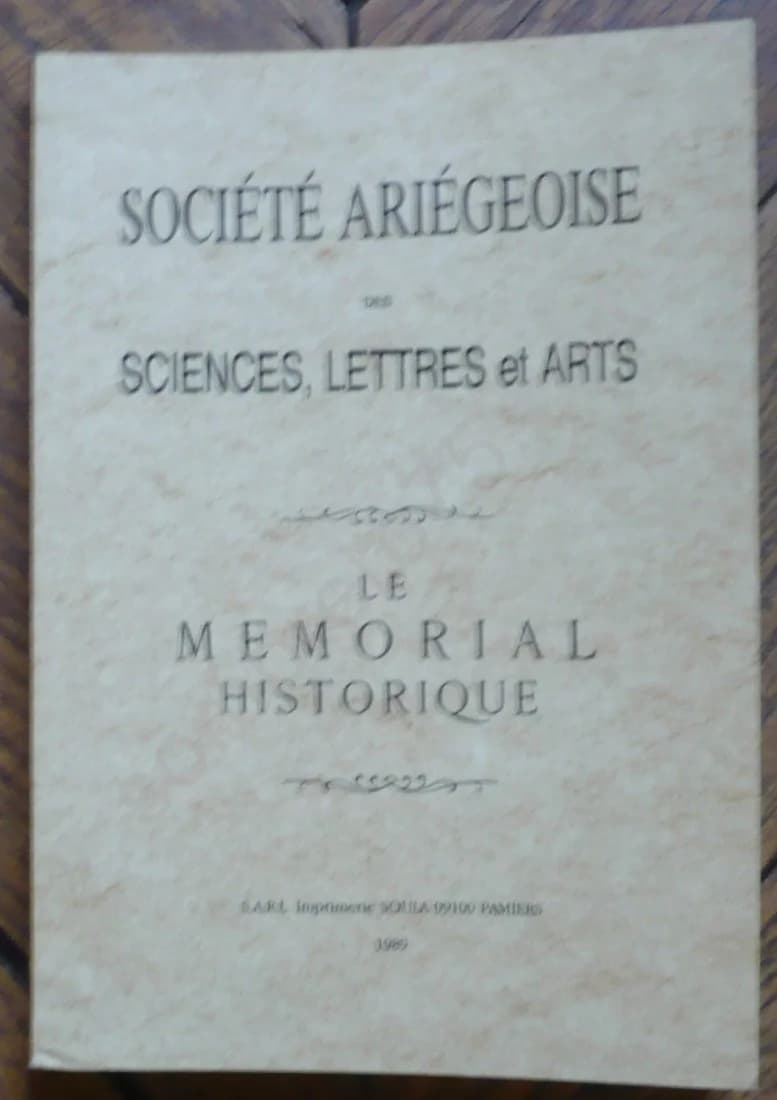 SOCIÉTÉ ARIÉGEOISE
DES
SCIENCES, LETTRES et ARTS
LE
MEMORIAL
HISTORIQUE
S.A.R.L. Imprimerie SOULA 09100 PAMIERS
1989